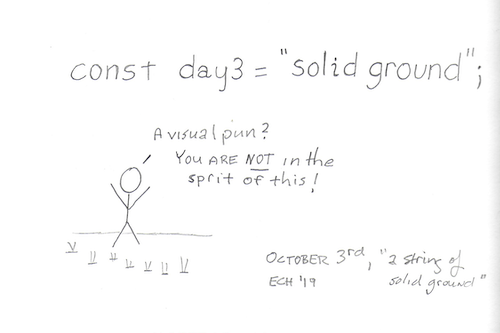 const day3 = "solid ground";
A visual pun?
YOU ARE NOT in the
sprit of this!
OCTOBER 3rd, "a string of
ECH '19 solid ground"